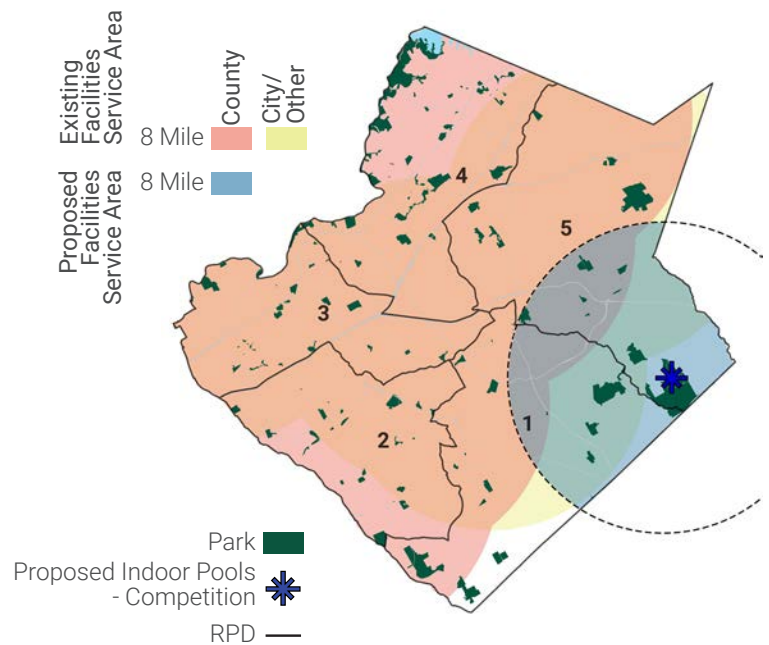 Existing
Facilities
Service Area
County
City/
Other
8 Mile
Proposed
Facilities
Service Area
8 Mile
4
5
3
1
2
Park
Proposed Indoor Pools
- Competition
RPD